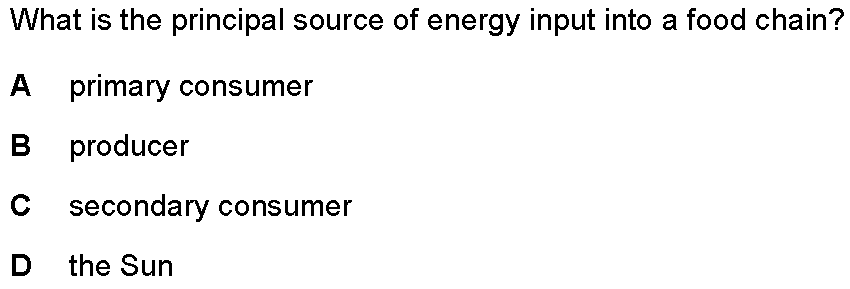 What is the principal source of energy input into a food chain?
A primary consumer
B producer
C secondary consumer
D the Sun